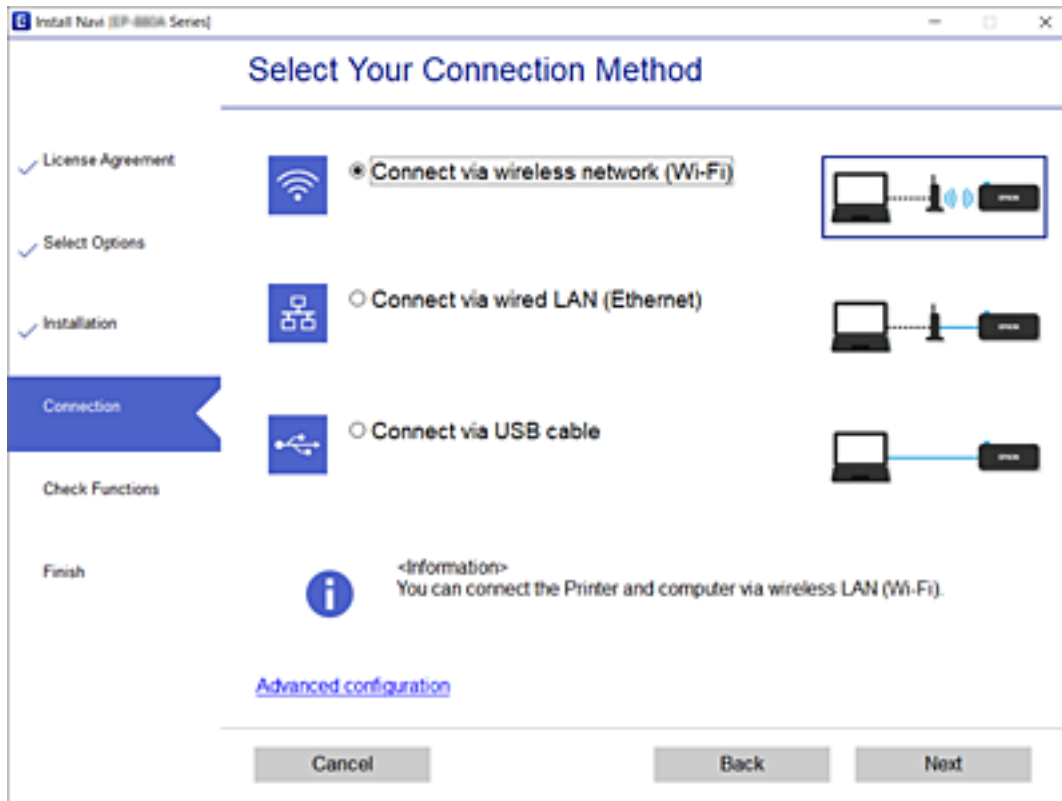 Install Navi [EP-880A Series]
Select Your Connection Method
License Agreement
Select Options
Installation
Connection
Check Functions
Finish
Connect via wireless network (Wi-Fi)
Connect via wired LAN (Ethernet)
Connect via USB cable
<Information>
You can connect the Printer and computer via wireless LAN (Wi-Fi).
Advanced configuration
Cancel
Back
Next